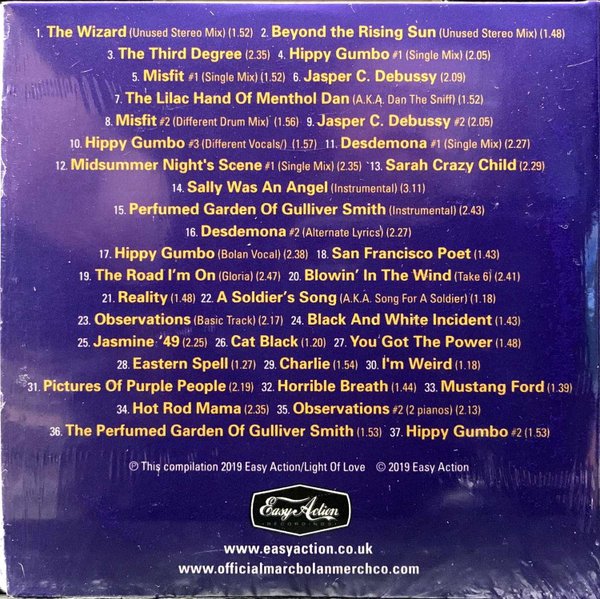 1. The Wizard (Unused Stereo Mix) (1.52) 2. Beyond the Rising Sun (Unused Stereo Mix) (1.48)
3. The Third Degree (2.35) 4. Hippy Gumbo #1 (Single Mix) (2.05)
5. Misfit #1 (Single Mix) (1.52) 6. Jasper C. Debussy (2.09)
7. The Lilac Hand Of Menthol Dan (A.K.A. Dan The Sniff) (1.52)
8. Misfit #2 (Different Drum Mix) (1.56) 9. Jasper C. Debussy #2 (2.05)
10. Hippy Gumbo #3 (Different Vocals/) (1.57) 11. Desdemona #1 (Single Mix) (2.27)
12. Midsummer Night's Scene #1 (Single Mix) (2.35) 13. Sarah Crazy Child (2.29)
14. Sally Was An Angel (Instrumental) (3.11)
15. Perfumed Garden Of Gulliver Smith (Instrumental) (2.43)
16. Desdemona #2 (Alternate Lyrics) (2.27)
17. Hippy Gumbo (Bolan Vocal) (2.38) 18. San Francisco Poet (1.43)
19. The Road I'm On (Gloria) (2.47) 20. Blowin' In The Wind (Take 6) (2.41)
21. Reality (1.48) 22. A Soldier's Song (A.K.A. Song For A Soldier) (1.18)
23. Observations (Basic Track) (2.17) 24. Black And White Incident (1.43)
25. Jasmine '49 (2.25) 26. Cat Black (1.20) 27. You Got The Power (1.48)
28. Eastern Spell (1.27) 29. Charlie (1.54) 30. I'm Weird (1.18)
31. Pictures Of Purple People (2.19) 32. Horrible Breath (1.44) 33. Mustang Ford (1.39)
34. Hot Rod Mama (2.35) 35. Observations #2 (2 pianos) (2.13)
36. The Perfumed Garden Of Gulliver Smith (1.53) 37. Hippy Gumbo #2 (1.53)
℗ This compilation 2019 Easy Action/Light Of Love © 2019 Easy Action
Easy Action
RECORDINGS
www.easyaction.co.uk
www.officialmarcbolanmerchco.com